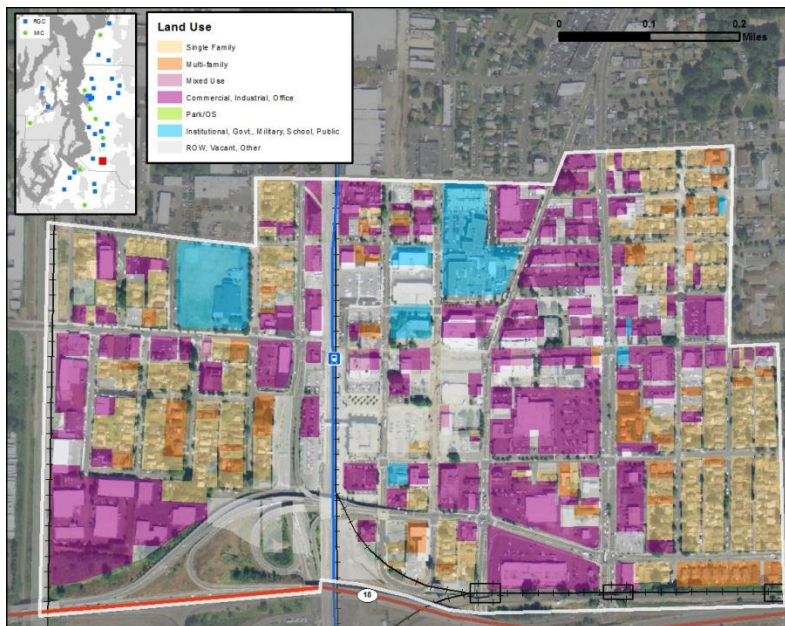 RGC
MIC
Land Use
Single Family
Multi-family
Mixed Use
Commercial, Industrial, Office
Park/OS
Institutional, Govt., Military, School, Public
ROW, Vacant, Other
0 0.1 0.2
Miles
18